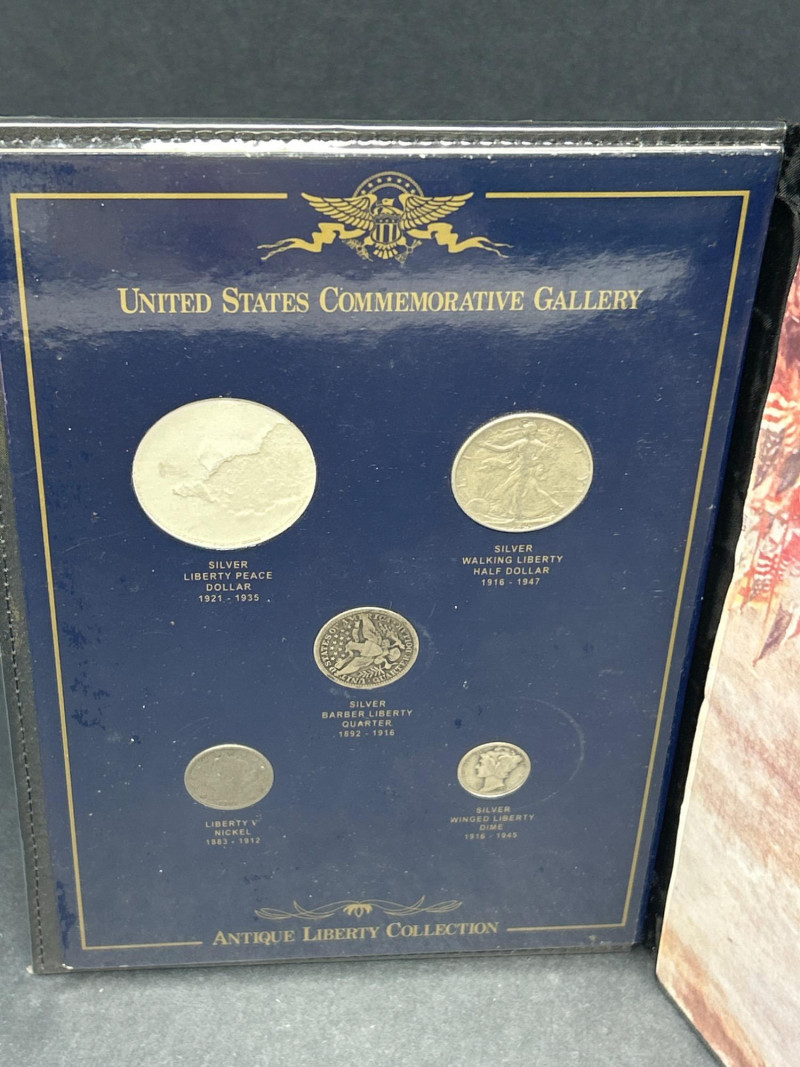 UNITED STATES COMMEMORATIVE GALLERY
SILVER
LIBERTY PEACE
DOLLAR
1921 - 1935
SILVER
WALKING LIBERTY
HALF DOLLAR
1916 - 1947
SILVER
BARBER LIBERTY
QUARTER
1892 - 1916
LIBERTY V
NICKEL
1883 - 1912
SILVER
WINGED LIBERTY
DIME
1916 - 1945
ANTIQUE LIBERTY COLLECTION